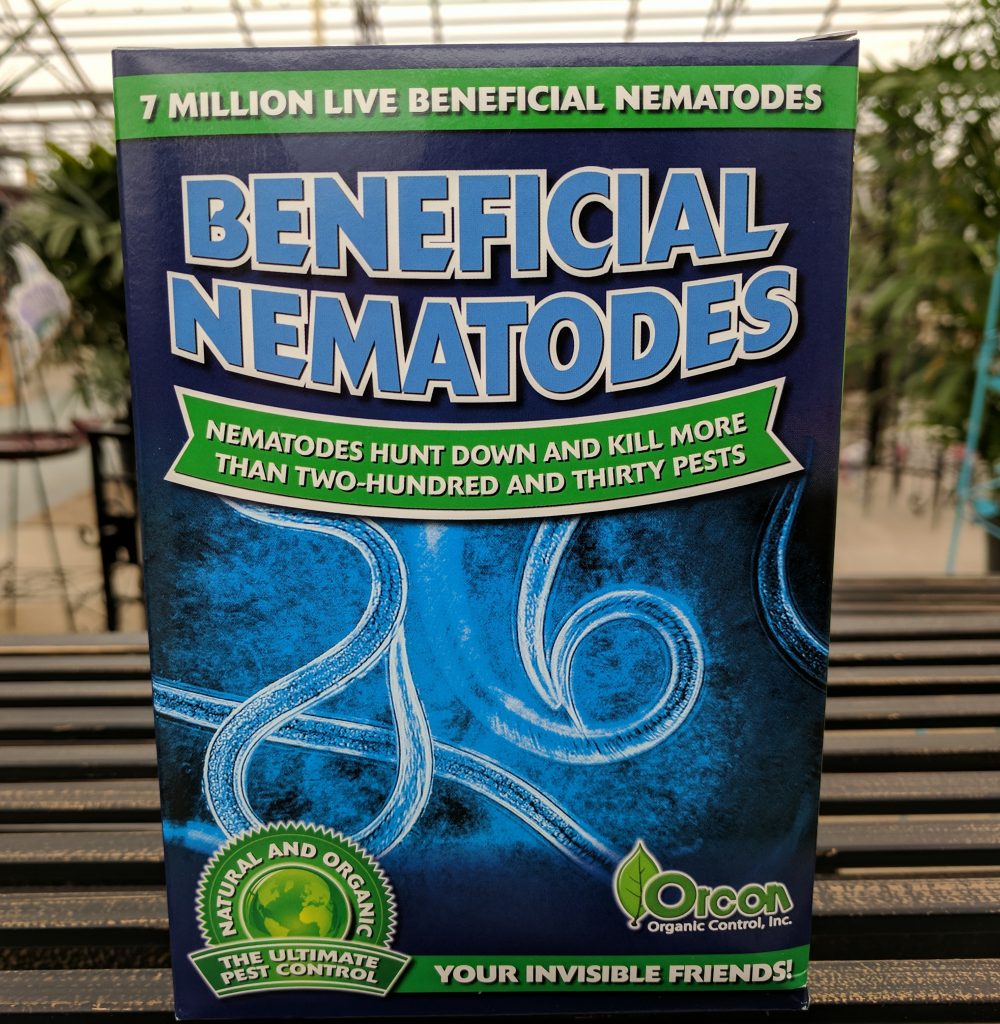 7 MILLION LIVE BENEFICIAL NEMATODES
BENEFICIAL
NEMATODES
NEMATODES HUNT DOWN AND KILL MORE
THAN TWO-HUNDRED AND THIRTY PESTS
NATURAL AND ORGANIC
THE ULTIMATE
PEST CONTROL
Orcon
Organic Control, Inc.
YOUR INVISIBLE FRIENDS!